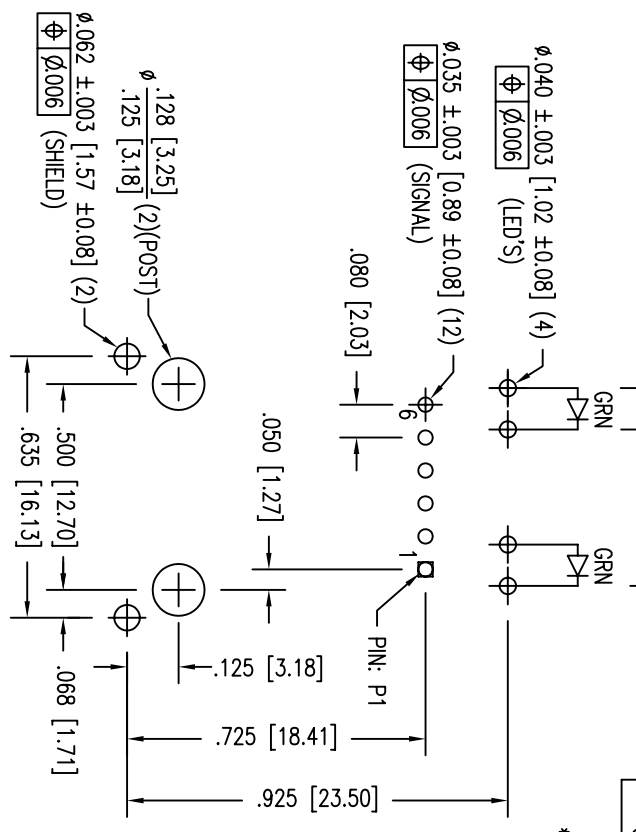 ⌀.040 ±.003 [1.02 ±0.08] (4)
⌖ ⌀.006 (LED'S)
⌀.035 ±.003 [0.89 ±0.08] (12)
⌖ ⌀.006 (SIGNAL)
⌀ .128 [3.25]
.125 [3.18] (2)(POST)
⌀.062 ±.003 [1.57 ±0.08] (2)
⌖ ⌀.006 (SHIELD)
GRN
GRN
.080 [2.03]
6
1
PIN: P1
.050 [1.27]
.500 [12.70]
.635 [16.13]
.068 [1.71]
.125 [3.18]
.725 [18.41]
.925 [23.50]
*